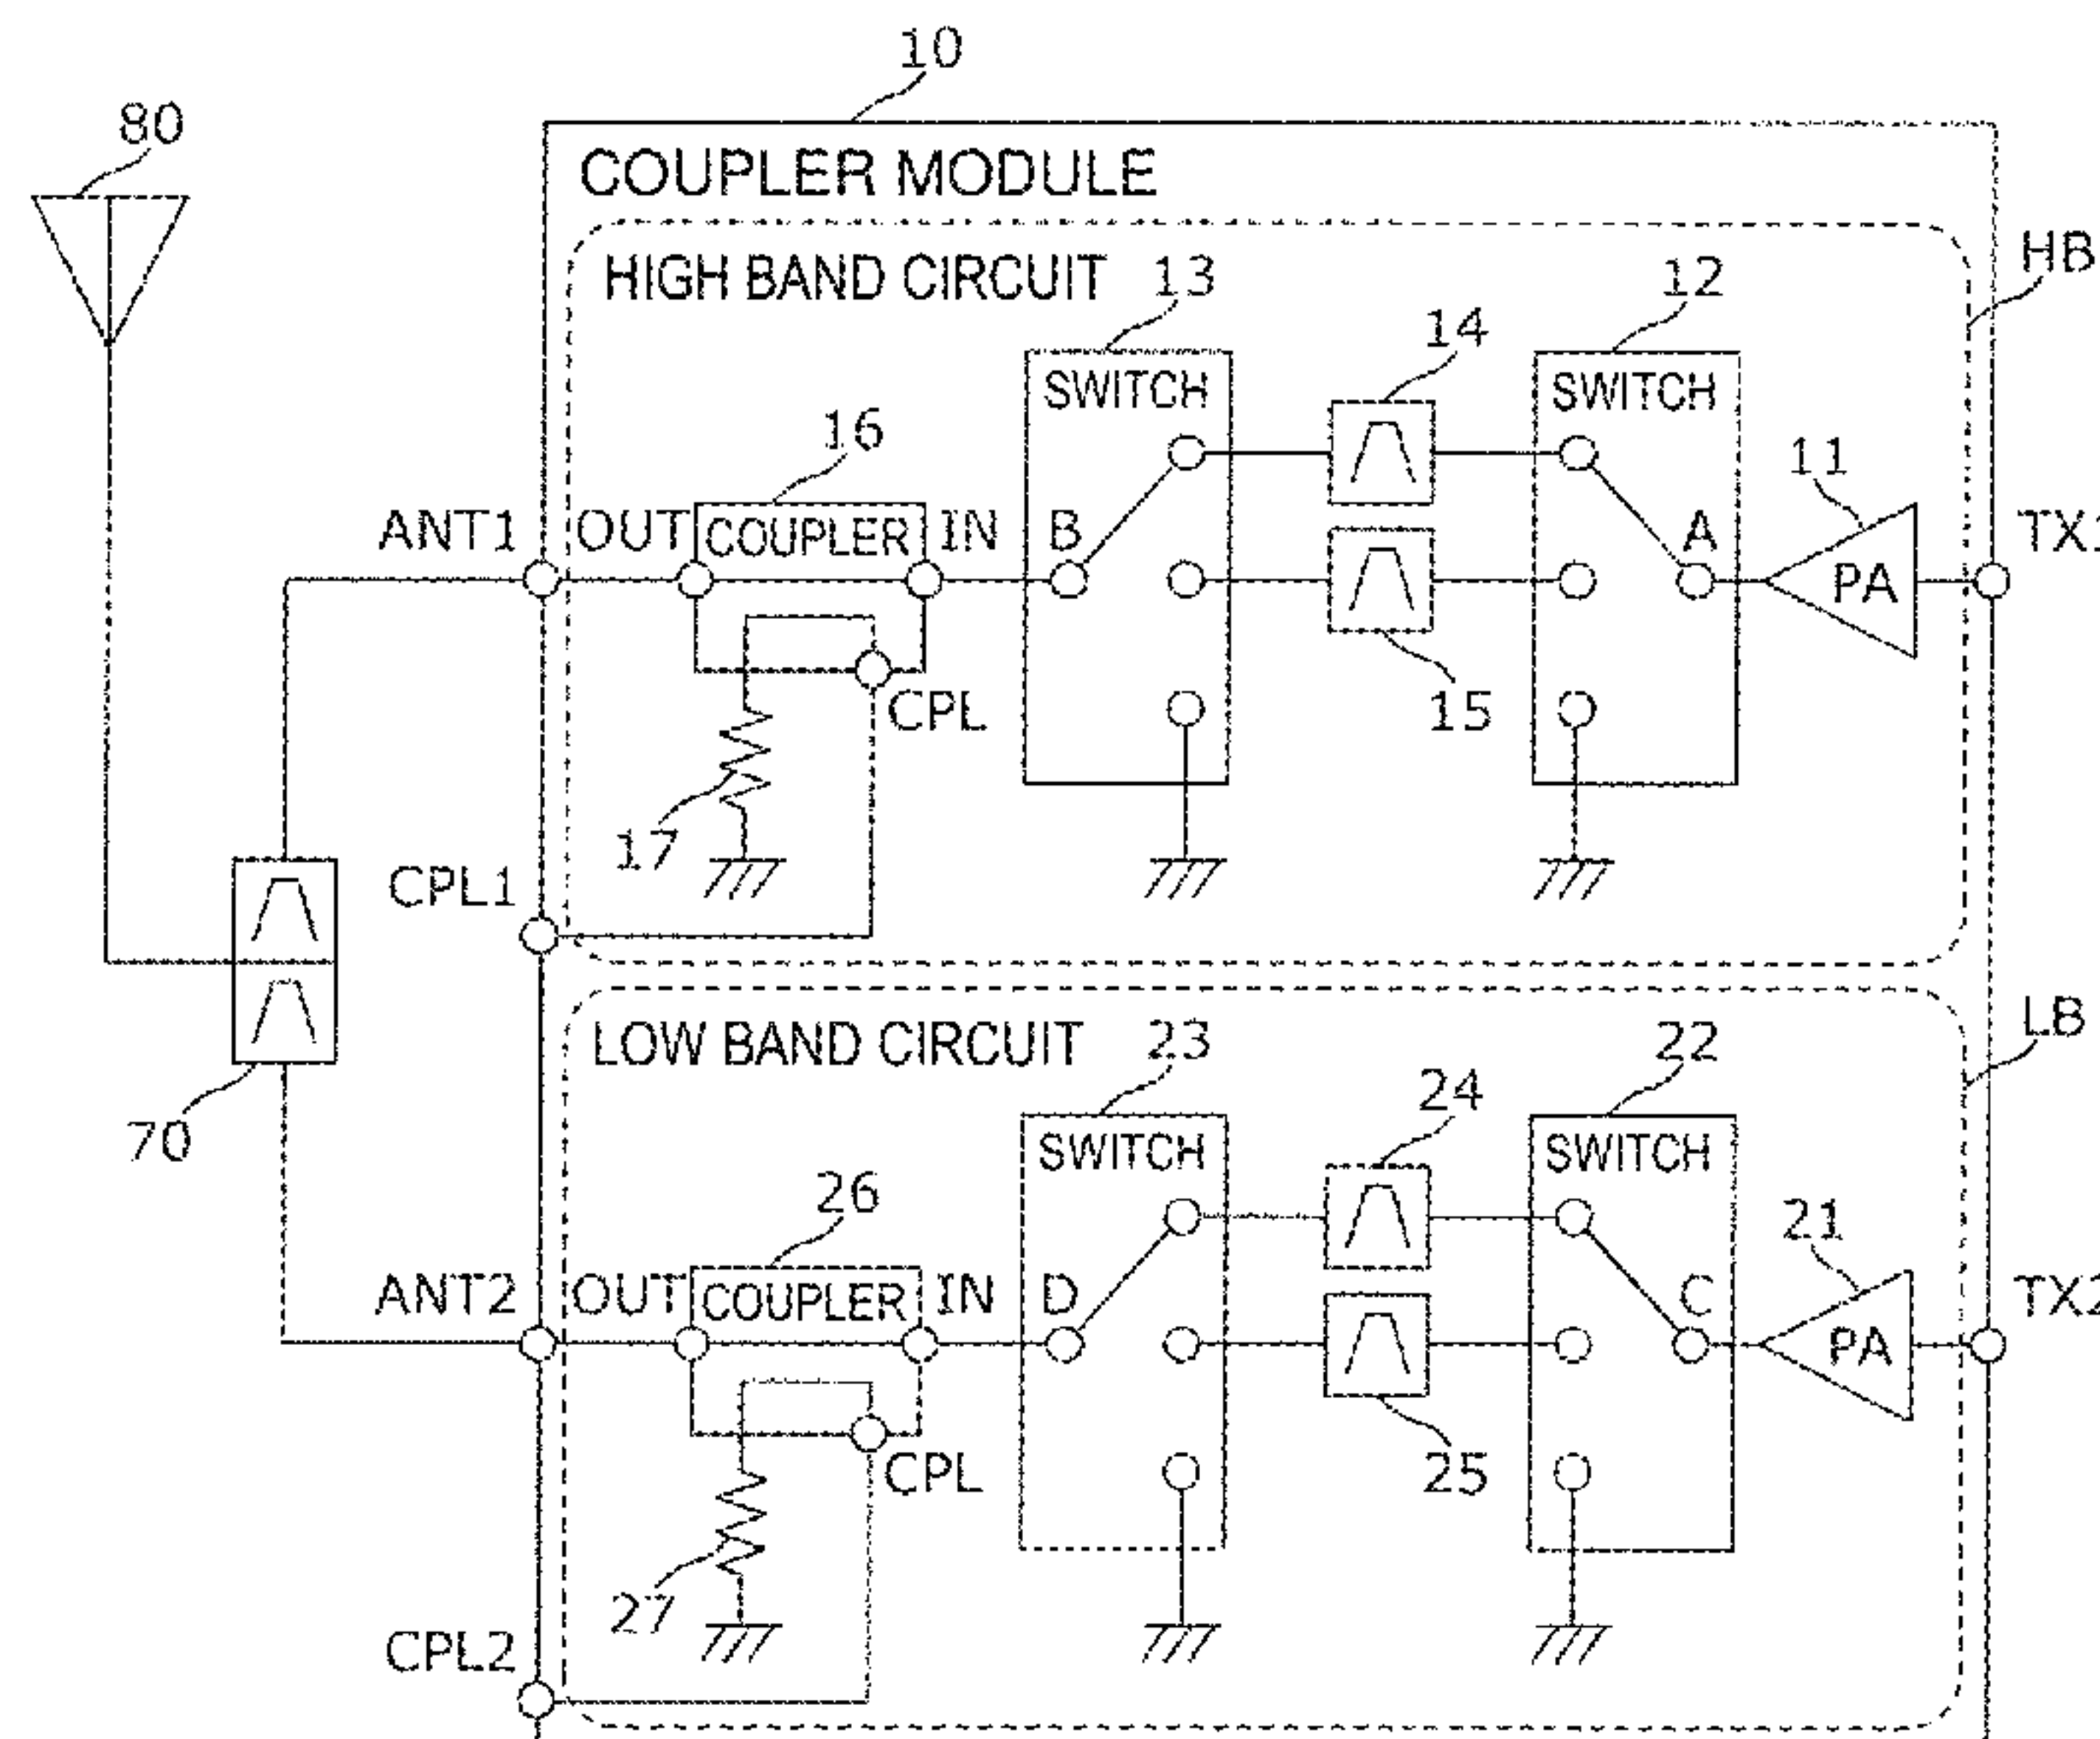 10
80
COUPLER MODULE
HIGH BAND CIRCUIT
HB
13
12
14
SWITCH
SWITCH
16
11
ANT1
OUT
COUPLER
IN
B
A
PA
TX1
CPL
15
17
CPL1
LOW BAND CIRCUIT
LB
23
22
24
70
SWITCH
SWITCH
26
21
ANT2
OUT
COUPLER
IN
D
C
PA
TX2
CPL
25
27
CPL2